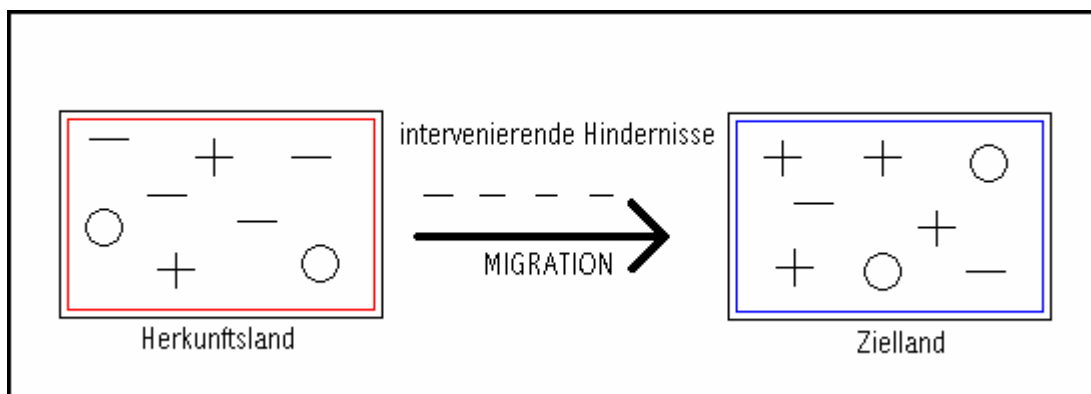 intervenierende Hindernisse
MIGRATION
Herkunftsland
Zielland